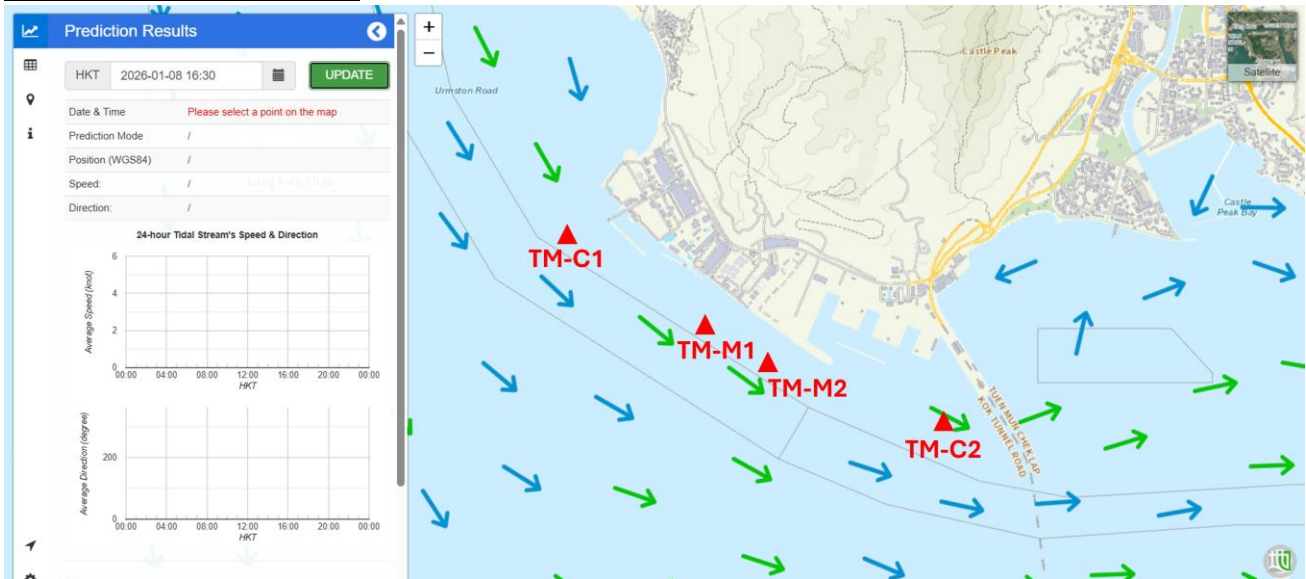 Prediction Results
HKT 2026-01-08 16:30 UPDATE
Date & Time Please select a point on the map
Prediction Mode /
Position (WGS84) /
Speed: /
Direction: /
24-hour Tidal Stream's Speed & Direction
Average Speed (knot)
6
4
2
0
00:00 04:00 08:00 12:00 16:00 20:00 00:00
HKT
Average Direction (degree)
200
0
00:00 04:00 08:00 12:00 16:00 20:00 00:00
HKT
+
−
Urmston Road
Castle Peak
Satellite
Castle
Peak Bay
TM-C1
TM-M1
TM-M2
TM-C2
TUEN MUN CHEK LAP
KOK TUNNEL ROAD